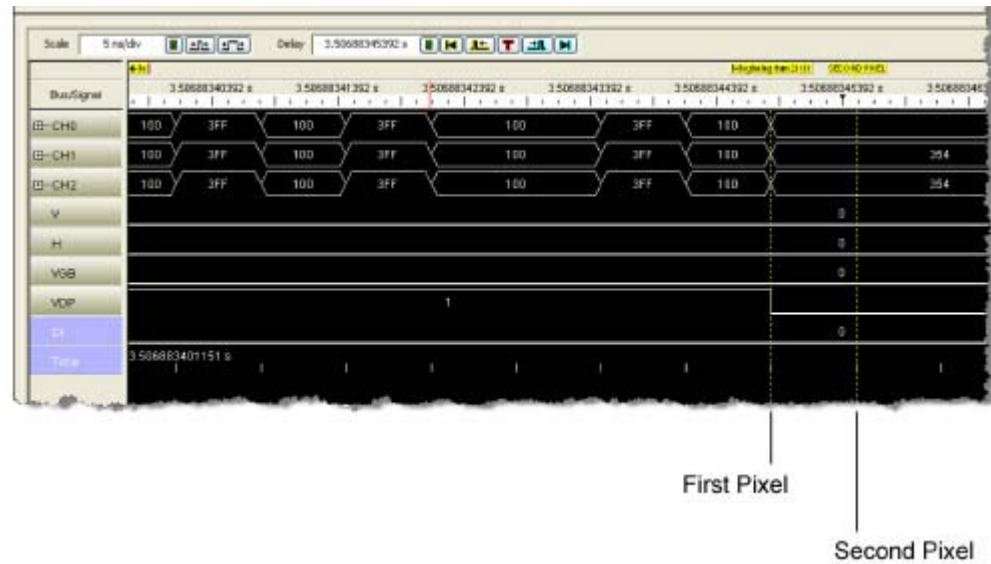 Scale 5 ns/div Delay 3.50688345392 s
SECOND PIXEL
Bus/Signal 3.50688340392 s 3.50688341392 s 3.50688342392 s 3.50688343392 s 3.50688344392 s 3.50688345392 s
CH0 100 3FF 100 3FF 100 3FF 100
CH1 100 3FF 100 3FF 100 3FF 100 354
CH2 100 3FF 100 3FF 100 3FF 100 354
V 0
H 0
VGB 0
VDP 1
0
Time 3.506883401151 s
First Pixel
Second Pixel